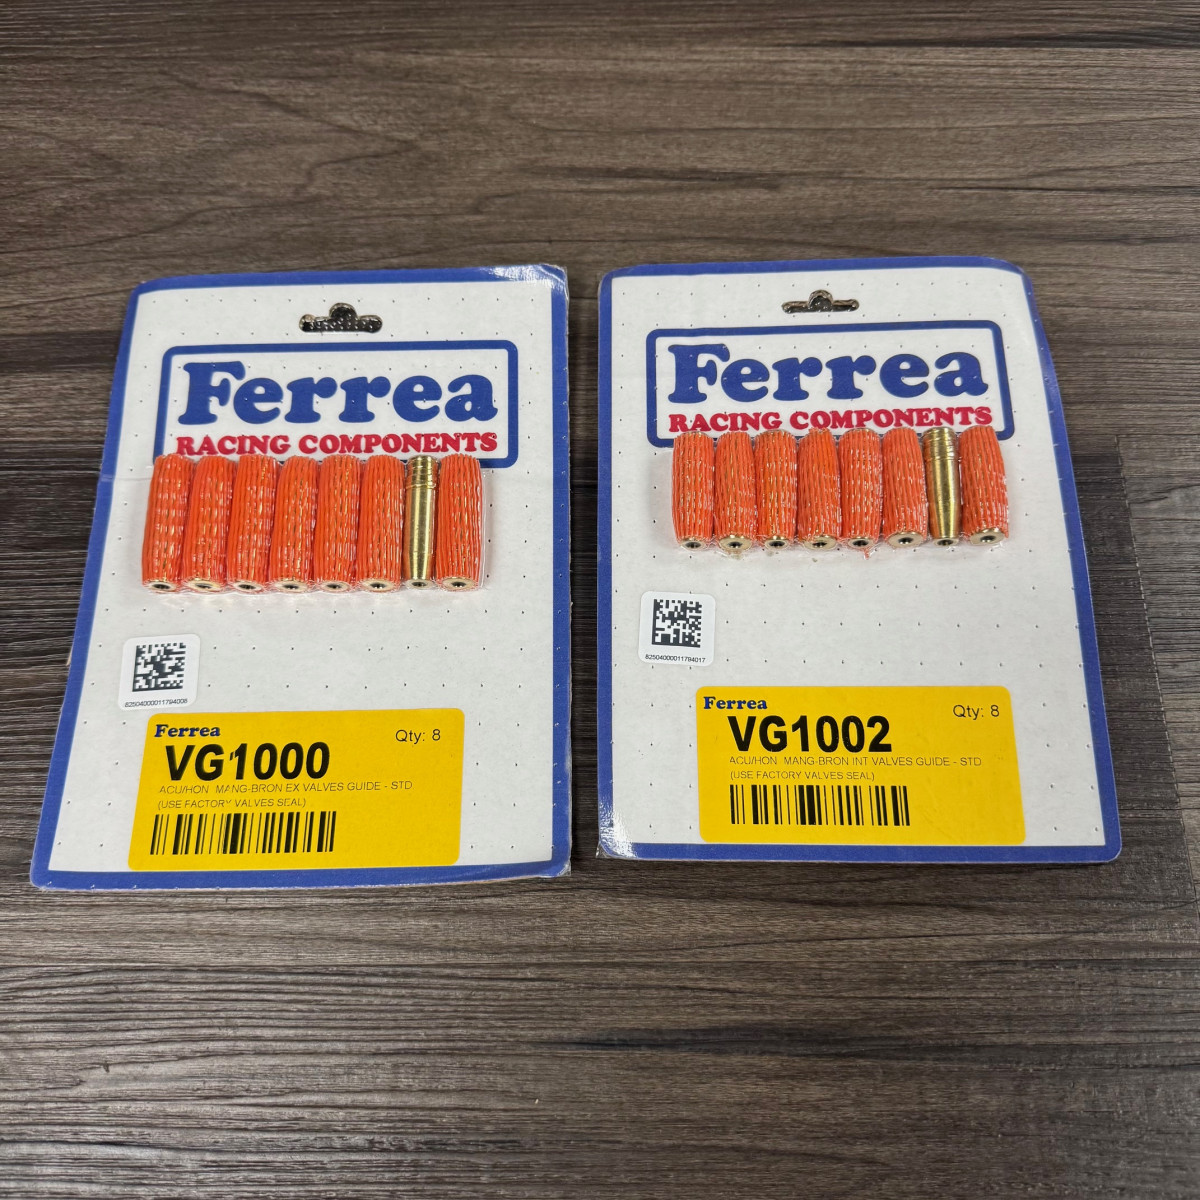 Ferrea
RACING COMPONENTS
82504000011794008
Ferrea
Qty: 8
VG1000
ACU/HON MANG-BRON EX VALVES GUIDE - STD
(USE FACTORY VALVES SEAL)
Ferrea
RACING COMPONENTS
82504000011794017
Ferrea
Qty: 8
VG1002
ACU/HON MANG-BRON INT VALVES GUIDE - STD
(USE FACTORY VALVES SEAL)